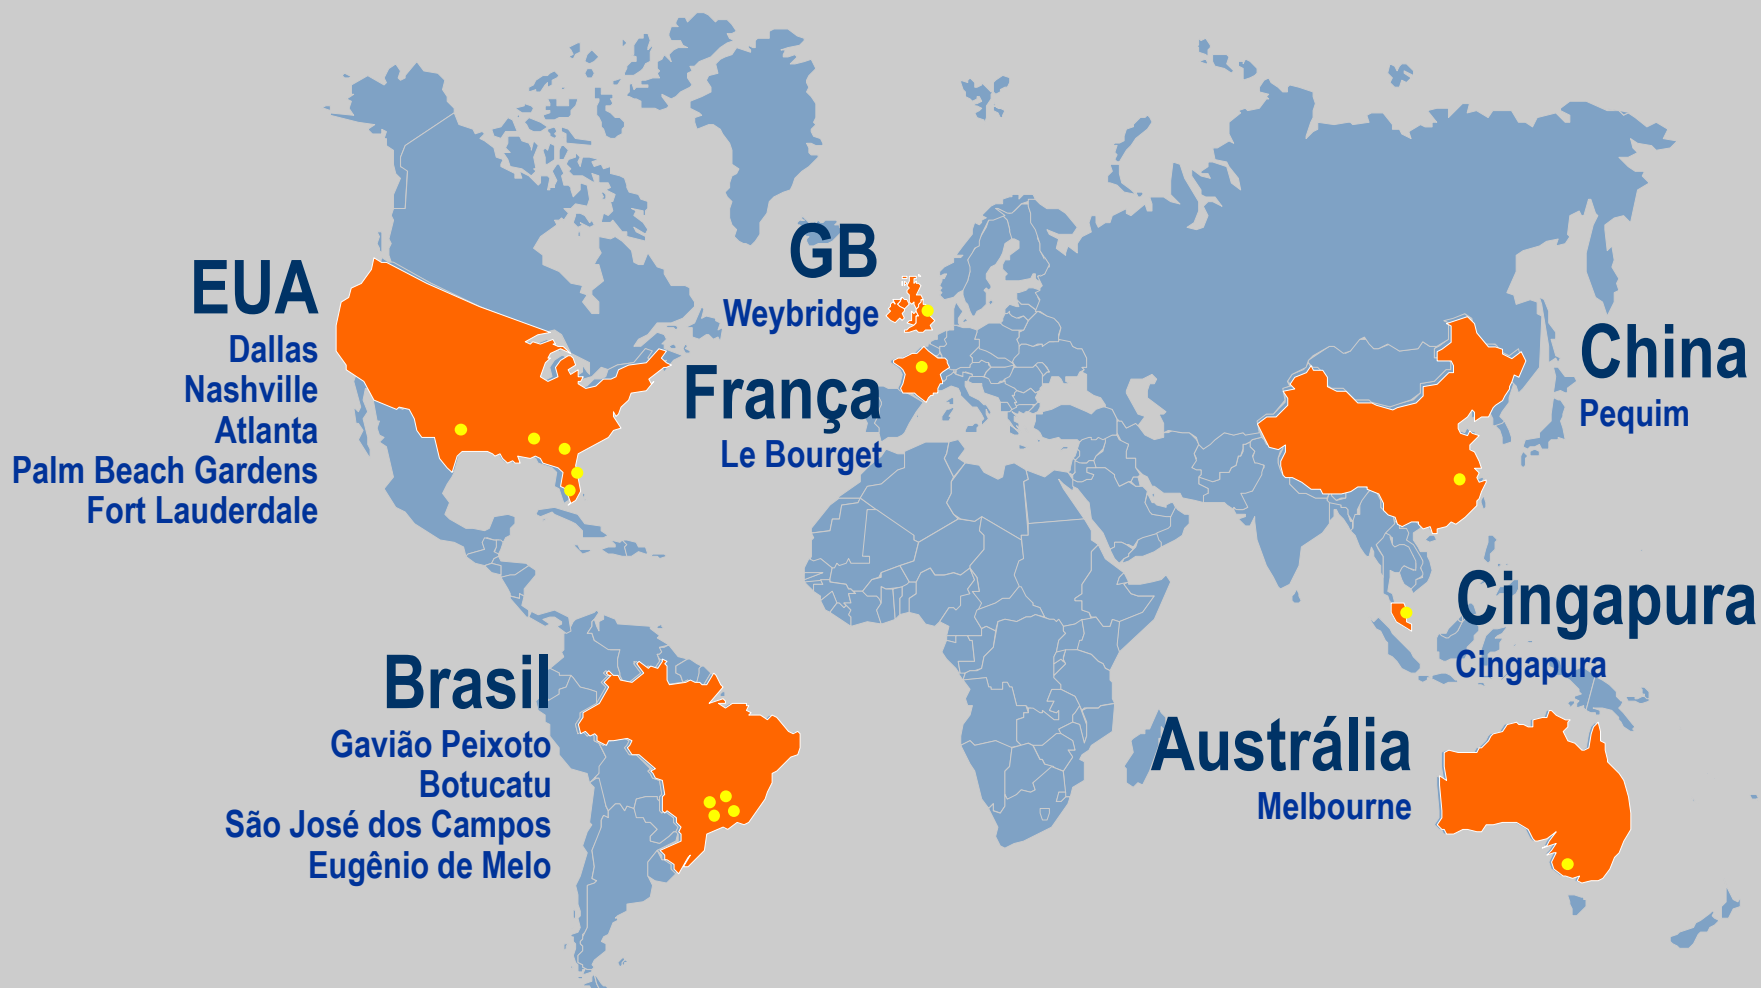 EUA
Dallas
Nashville
Atlanta
Palm Beach Gardens
Fort Lauderdale
GB
Weybridge
França
Le Bourget
China
Pequim
Cingapura
Cingapura
Brasil
Gavião Peixoto
Botucatu
São José dos Campos
Eugênio de Melo
Austrália
Melbourne